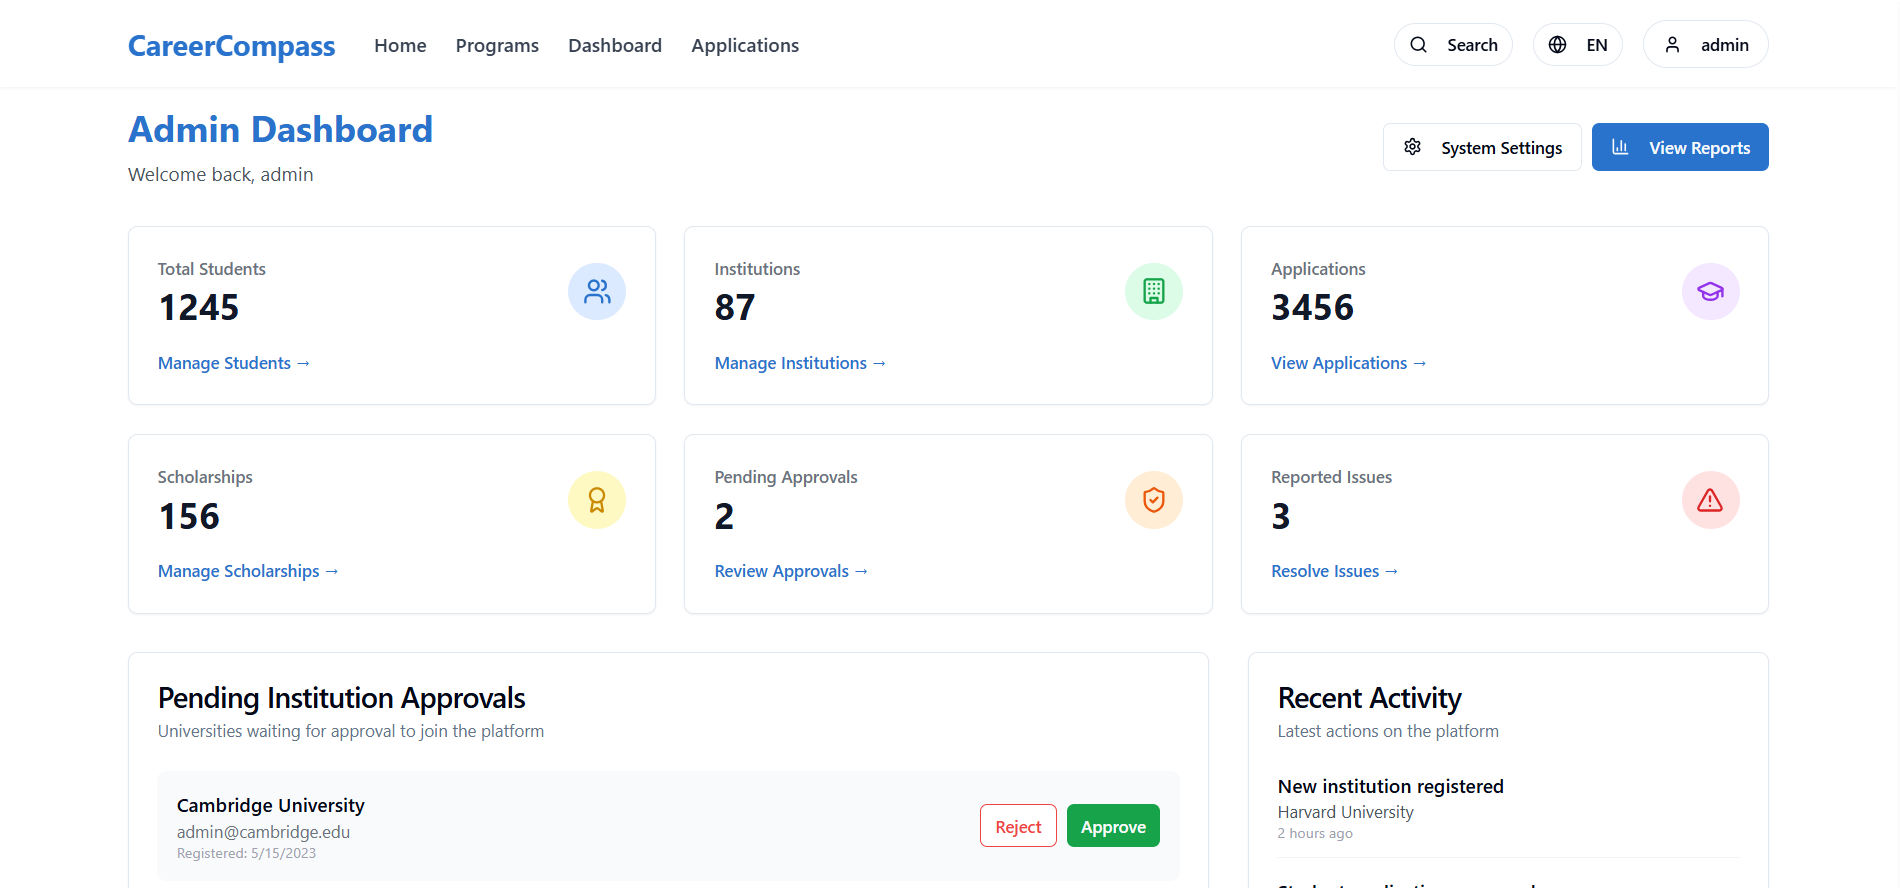 CareerCompass
Home
Programs
Dashboard
Applications
Search
EN
admin
Admin Dashboard
Welcome back, admin
System Settings
View Reports
Total Students
1245
Manage Students →
Institutions
87
Manage Institutions →
Applications
3456
View Applications →
Scholarships
156
Manage Scholarships →
Pending Approvals
2
Review Approvals →
Reported Issues
3
Resolve Issues →
Pending Institution Approvals
Universities waiting for approval to join the platform
Cambridge University
admin@cambridge.edu
Registered: 5/15/2023
Reject
Approve
Recent Activity
Latest actions on the platform
New institution registered
Harvard University
2 hours ago